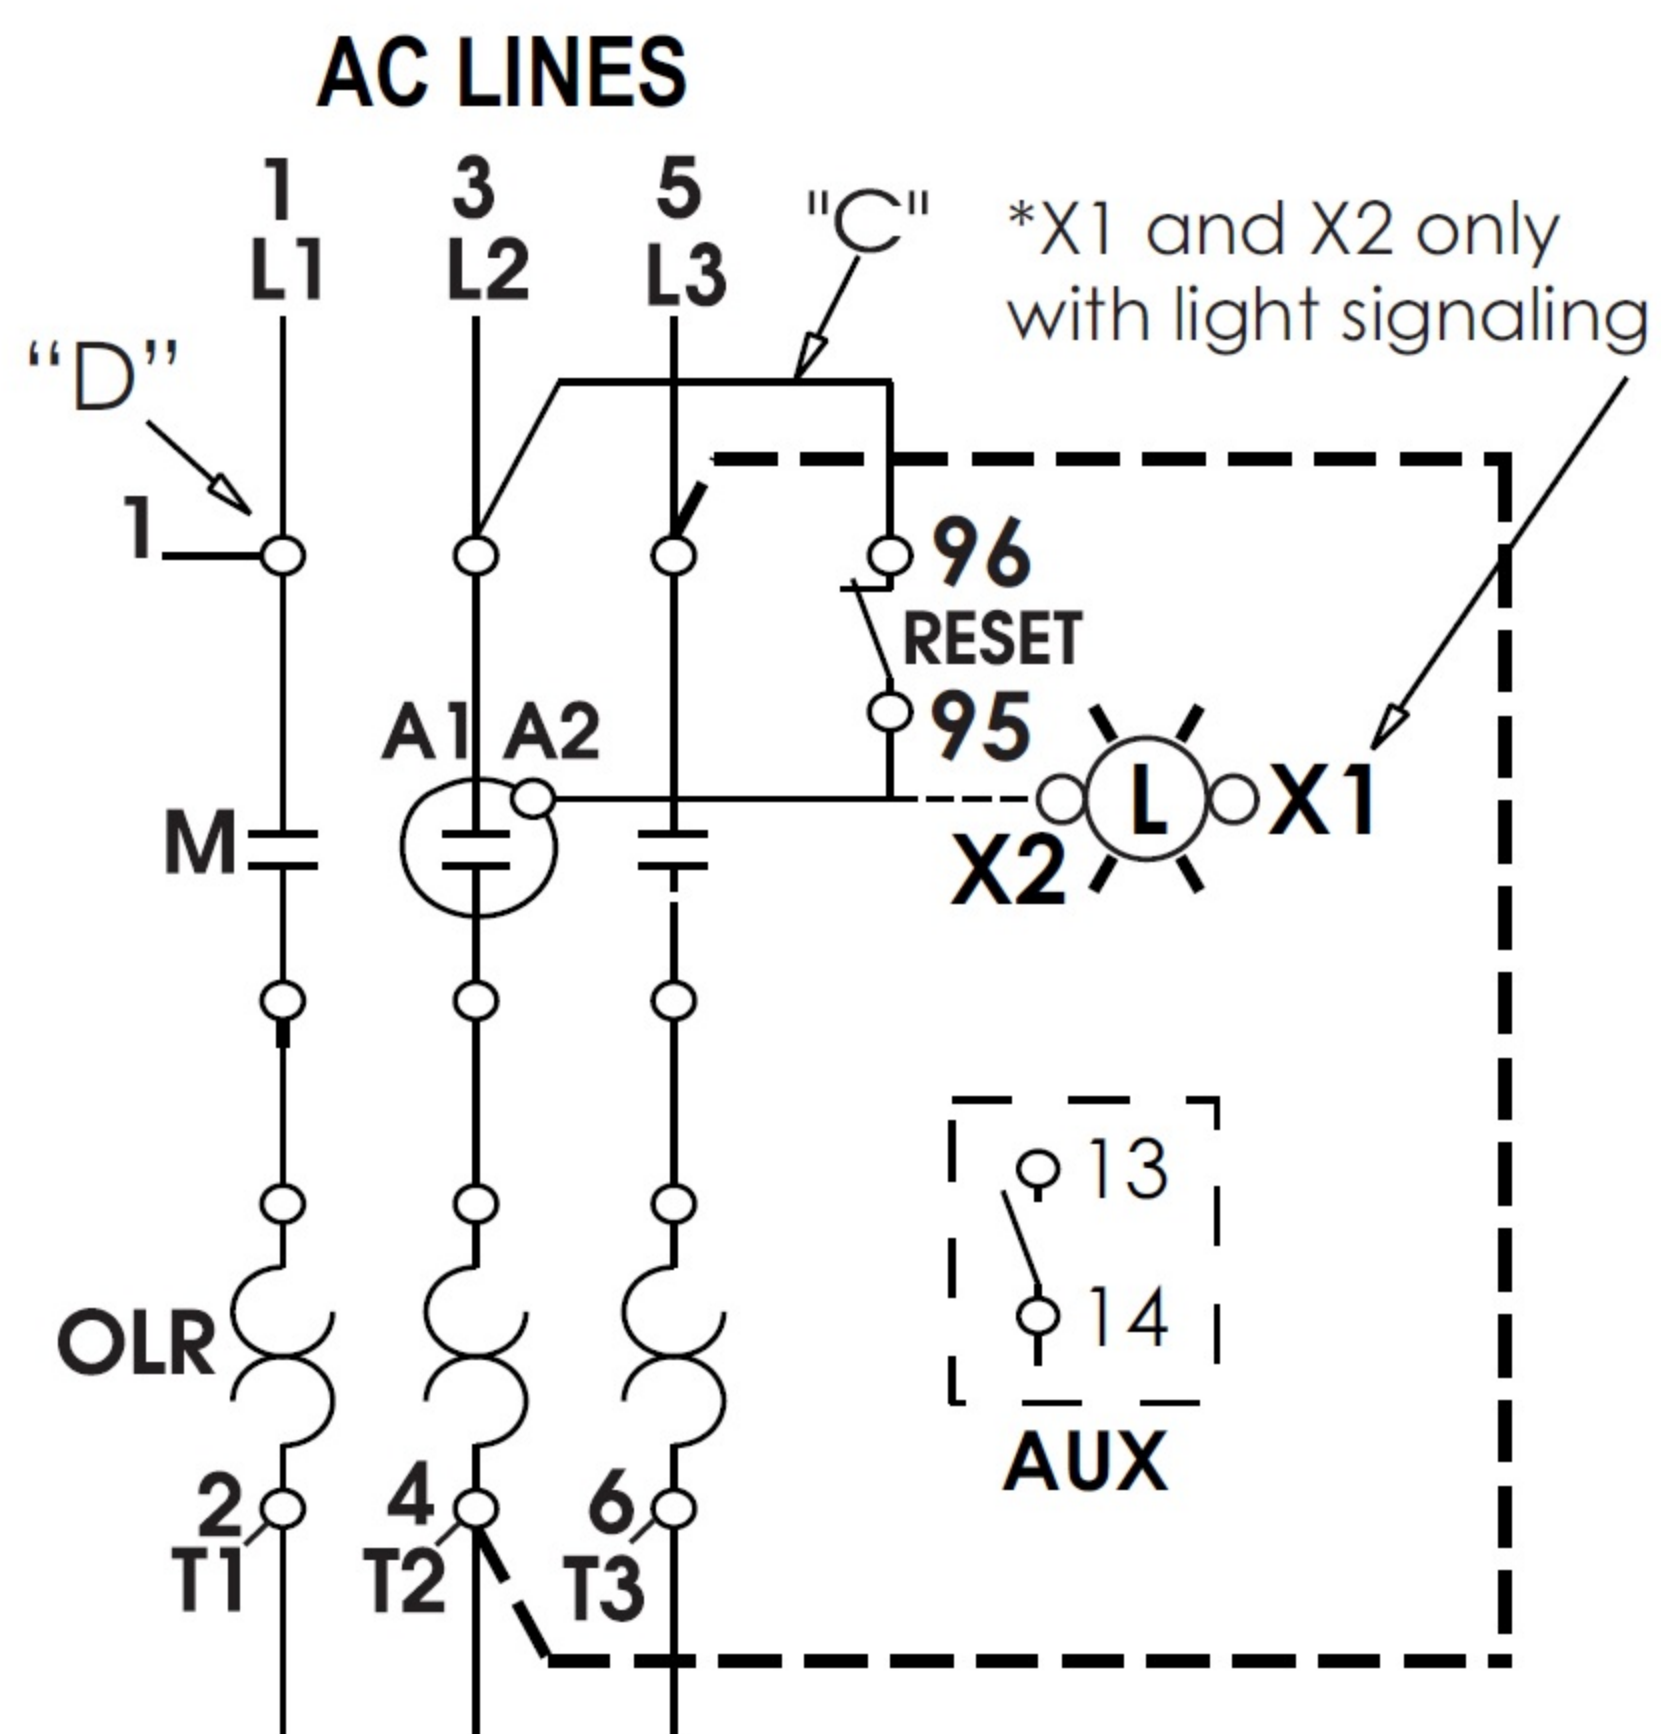 AC LINES
1 3 5
L1 L2 L3
"C"
*X1 and X2 only
with light signaling
“D”
1
96
RESET
95
A1 A2
M
L
X1
X2
13
14
AUX
OLR
2 4 6
T1 T2 T3